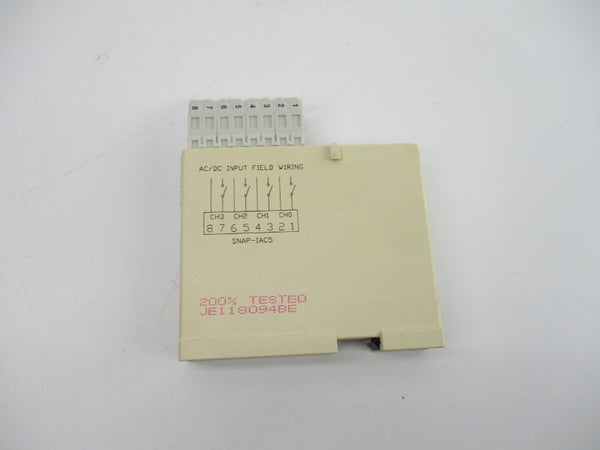 8 7 6 5 4 3 2 1
AC/DC INPUT FIELD WIRING
CH3 CH2 CH1 CH0
8 7 6 5 4 3 2 1
SNAP-IAC5
200% TESTED
JE118094BE